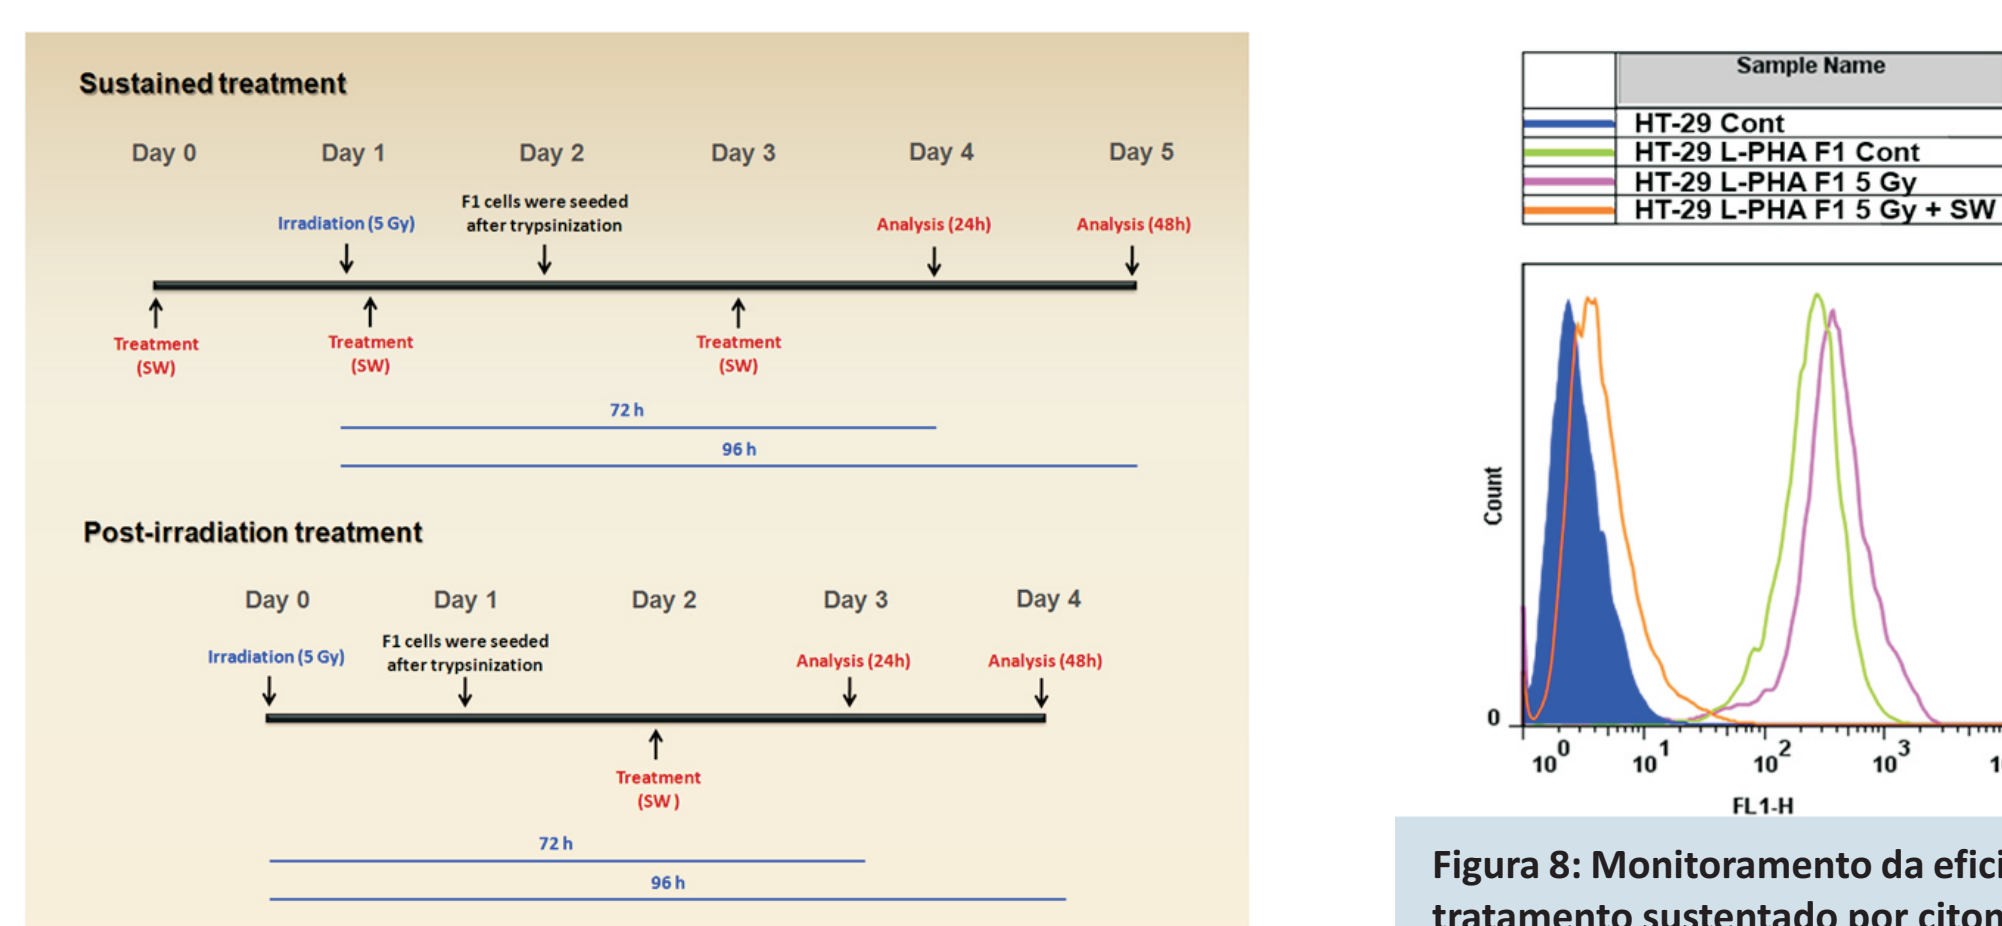 Sustained treatment
Day 0 Day 1 Day 2 Day 3 Day 4 Day 5
Irradiation (5 Gy)
F1 cells were seeded
after trypsinization
Analysis (24h)
Analysis (48h)
Treatment
(SW)
Treatment
(SW)
Treatment
(SW)
72 h
96 h
Post-irradiation treatment
Day 0 Day 1 Day 2 Day 3 Day 4
Irradiation (5 Gy)
F1 cells were seeded
after trypsinization
Analysis (24h)
Analysis (48h)
Treatment
(SW )
72 h
96 h
Sample Name
HT-29 Cont
HT-29 L-PHA F1 Cont
HT-29 L-PHA F1 5 Gy
HT-29 L-PHA F1 5 Gy + SW
Count
0
10^0 10^1 10^2 10^3
FL1-H
Figura 8: Monitoramento da
tratamento sustentado por